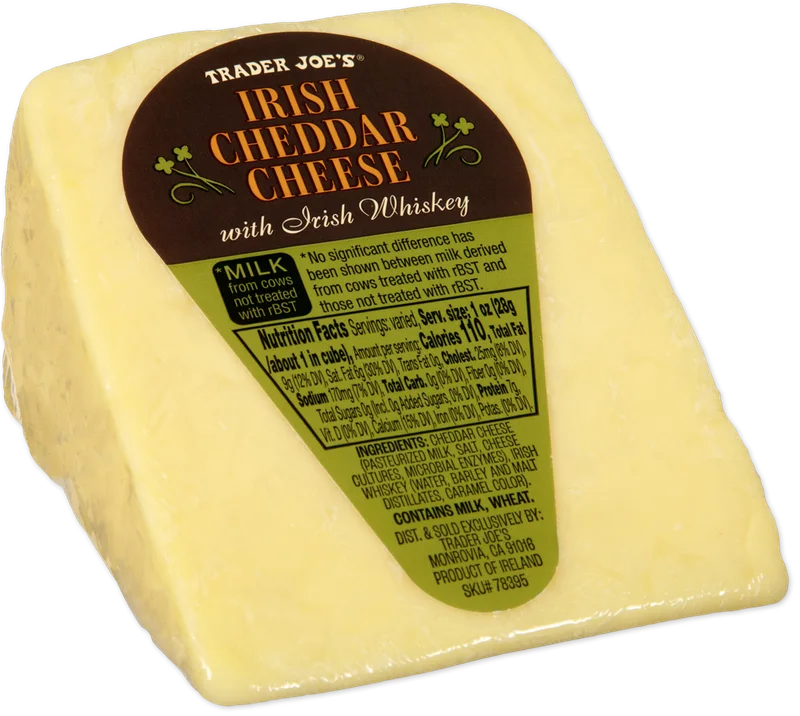 TRADER JOE'S®
IRISH
CHEDDAR
CHEESE
with Irish Whiskey
*MILK
from cows
not treated
with rBST
*No significant difference has
been shown between milk derived
from cows treated with rBST and
those not treated with rBST.
Nutrition Facts Servings: varied, Serv. size: 1 oz (28g
/about 1 in cube), Amount per serving: Calories 110, Total Fat
9g (12% DV), Sat. Fat 6g (30% DV), Trans Fat 0g, Cholest. 25mg (8% DV),
Sodium 170mg (7% DV), Total Carb. 0g (0% DV), Fiber 0g (0% DV),
Total Sugars 0g (Incl. 0g Added Sugars, 0% DV), Protein 7g,
Vit. D (0% DV), Calcium (15% DV), Iron (0% DV), Potas. (0% DV).
INGREDIENTS: CHEDDAR CHEESE
(PASTEURIZED MILK, SALT, CHEESE
CULTURES, MICROBIAL ENZYMES), IRISH
WHISKEY (WATER, BARLEY AND MALT
DISTILLATES, CARAMEL COLOR).
CONTAINS MILK, WHEAT.
DIST. & SOLD EXCLUSIVELY BY:
TRADER JOE'S
MONROVIA, CA 91016
PRODUCT OF IRELAND
SKU# 78395